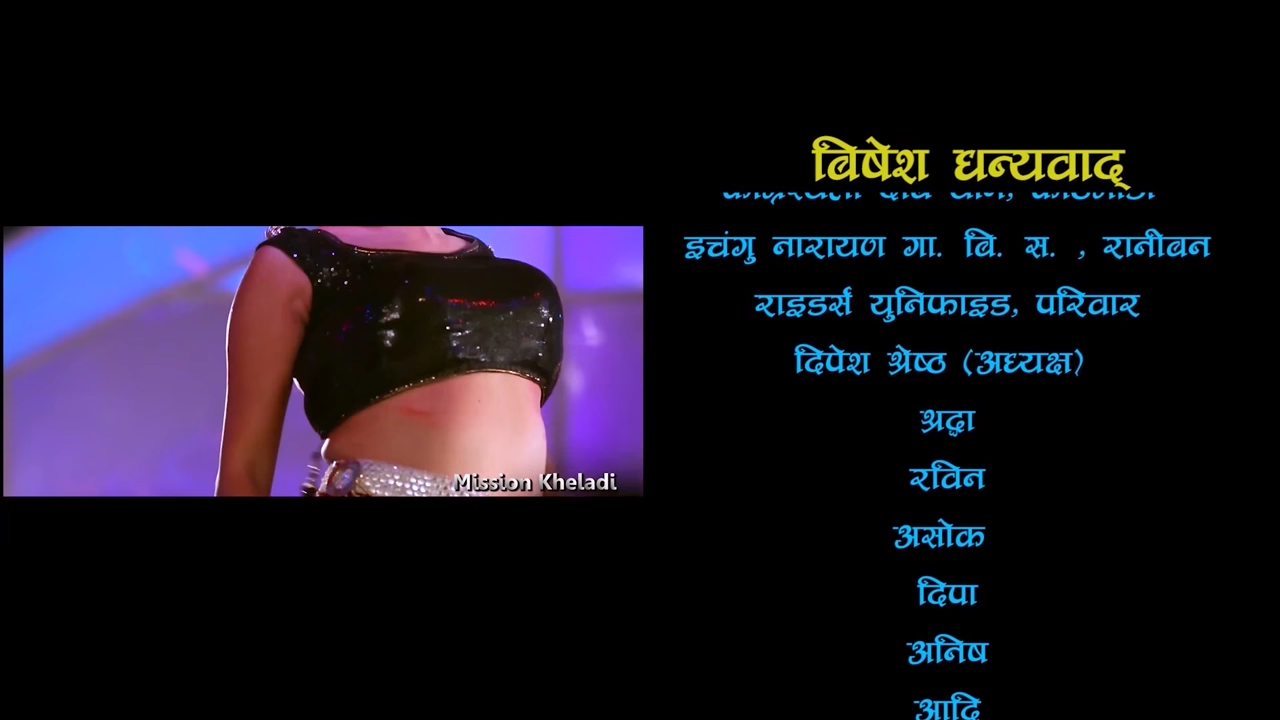 बिषेश धन्यवाद्
इचंगु नारायण गा. बि. स. , रानीवन
राइडर्स युनिफाइड, परिवार
दिपेश श्रेष्ठ (अध्यक्ष)
श्रद्धा
रविन
असोक
दिपा
अनिष
आदि
Mission Kheladi